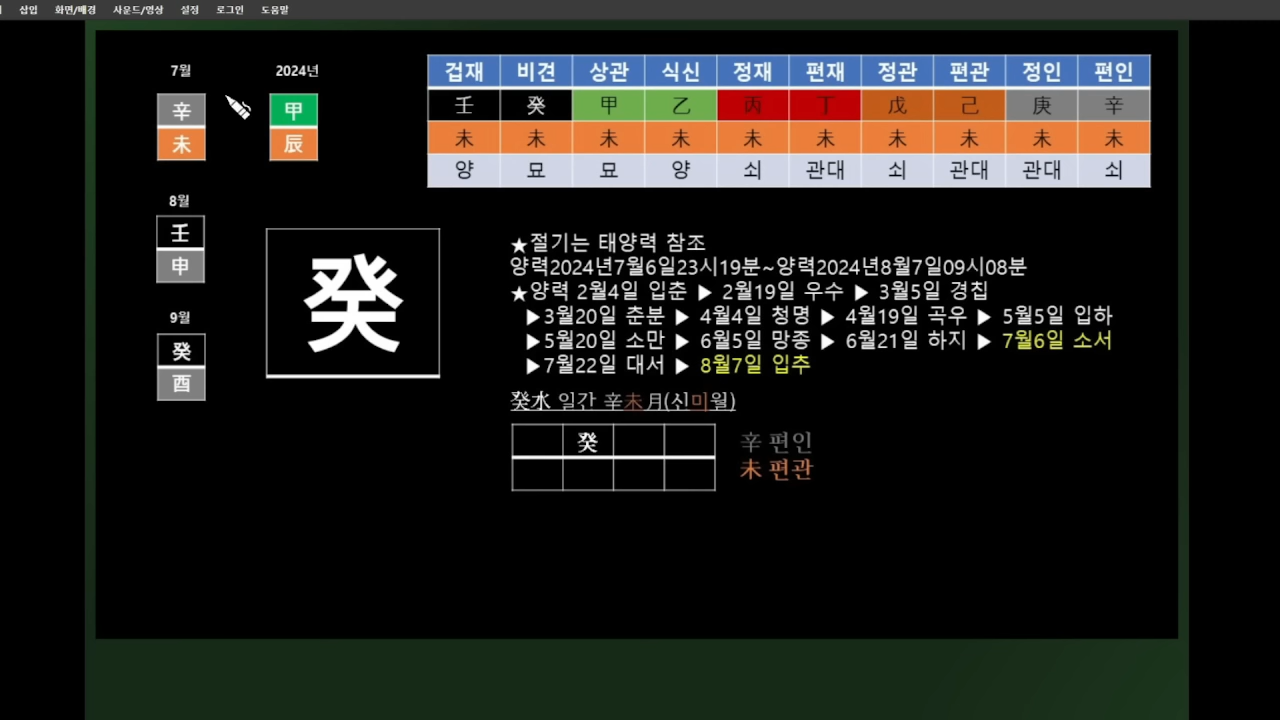 삽입 화면/배경 사운드/영상 설정 로그인 도움말
7월 2024년
辛 甲
未 辰
8월
壬
申
9월
癸
酉
癸
겁재 비견 상관 식신 정재 편재 정관 편관 정인 편인
壬 癸 甲 乙 丙 丁 戊 己 庚 辛
未 未 未 未 未 未 未 未 未 未
양 묘 묘 양 쇠 관대 쇠 관대 관대 쇠
★절기는 태양력 참조
양력2024년7월6일23시19분~양력2024년8월7일09시08분
★양력 2월4일 입춘 ▶ 2월19일 우수 ▶ 3월5일 경칩
▶3월20일 춘분 ▶ 4월4일 청명 ▶ 4월19일 곡우 ▶ 5월5일 입하
▶5월20일 소만 ▶ 6월5일 망종 ▶ 6월21일 하지 ▶ 7월6일 소서
▶7월22일 대서 ▶ 8월7일 입추
癸水 일간 辛未月(신미월)
癸
辛 편인
未 편관